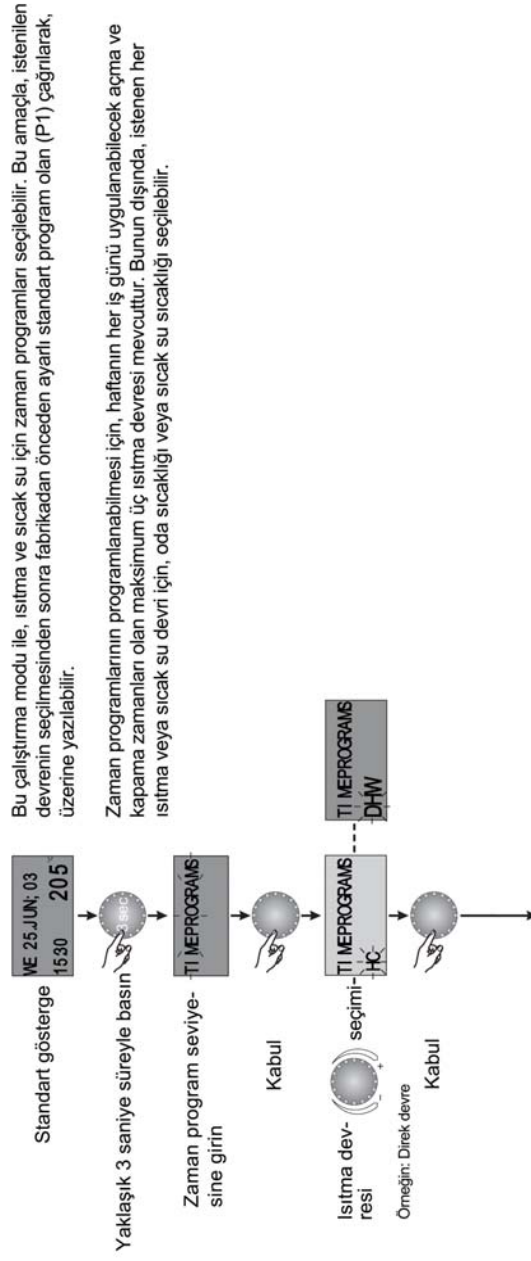 Bu çalıştırma modu ile, ısıtma ve sıcak su için zaman programları seçilebilir. Bu amaçla, istenilen
devrenin seçilmesinden sonra fabrikadan önceden ayarlı standart program olan (P1) çağrılarak,
üzerine yazılabilir.
Zaman programlarının programlanabilmesi için, haftanın her iş günü uygulanabilecek açma ve
kapama zamanları olan maksimum üç ısıtma devresi mevcuttur. Bunun dışında, istenen her
ısıtma veya sıcak su devri için, oda sıcaklığı veya sıcak su sıcaklığı seçilebilir.
Standart gösterge
WE 25.JUN; 03
1530 205°
Yaklaşık 3 saniye süreyle basın
3 sec
Zaman program seviye-
sine girin
TI MEPROGRAMS
Kabul
Isıtma dev-
resi
seçimi
- +
Örneğin: Direk devre
TI MEPROGRAMS
HC
TI MEPROGRAMS
DHW
Kabul